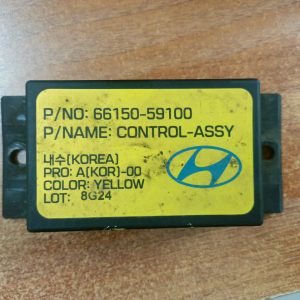 P/NO: 66150-59100
P/NAME: CONTROL-ASSY
내수(KOREA)
PRO: A(KOR)-00
COLOR: YELLOW
LOT: 8G24